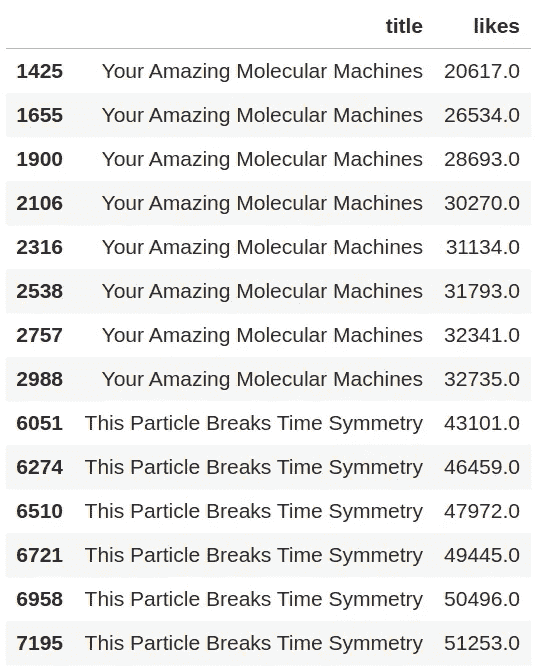 title likes
1425 Your Amazing Molecular Machines 20617.0
1655 Your Amazing Molecular Machines 26534.0
1900 Your Amazing Molecular Machines 28693.0
2106 Your Amazing Molecular Machines 30270.0
2316 Your Amazing Molecular Machines 31134.0
2538 Your Amazing Molecular Machines 31793.0
2757 Your Amazing Molecular Machines 32341.0
2988 Your Amazing Molecular Machines 32735.0
6051 This Particle Breaks Time Symmetry 43101.0
6274 This Particle Breaks Time Symmetry 46459.0
6510 This Particle Breaks Time Symmetry 47972.0
6721 This Particle Breaks Time Symmetry 49445.0
6958 This Particle Breaks Time Symmetry 50496.0
7195 This Particle Breaks Time Symmetry 51253.0